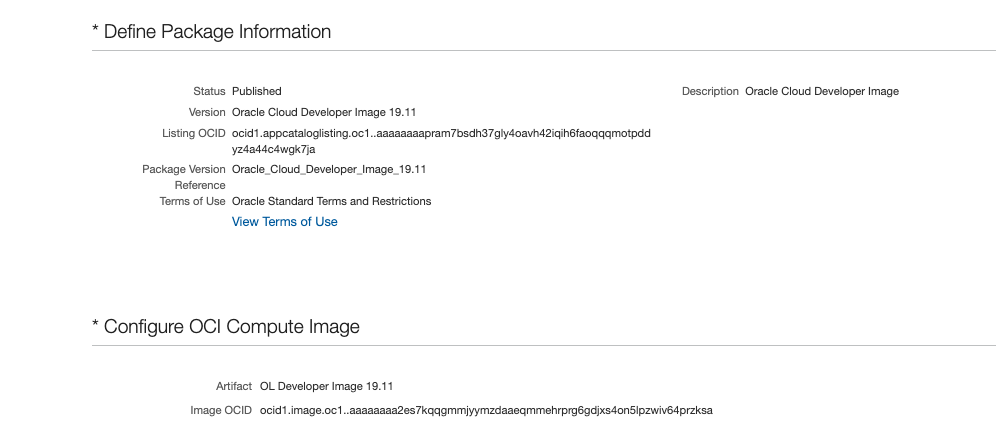 * Define Package Information
Status Published
Description Oracle Cloud Developer Image
Version Oracle Cloud Developer Image 19.11
Listing OCID ocid1.appcataloglisting.oc1..aaaaaaaapram7bsdh37gly4oavh42iqih6faoqqqmotpdd
yz4a44c4wgk7ja
Package Version Oracle_Cloud_Developer_Image_19.11
Reference
Terms of Use Oracle Standard Terms and Restrictions
View Terms of Use
* Configure OCI Compute Image
Artifact OL Developer Image 19.11
Image OCID ocid1.image.oc1..aaaaaaaa2es7kqqgmmjyymzdaaeqmmehrprg6gdjxs4on5lpzwiv64przksa